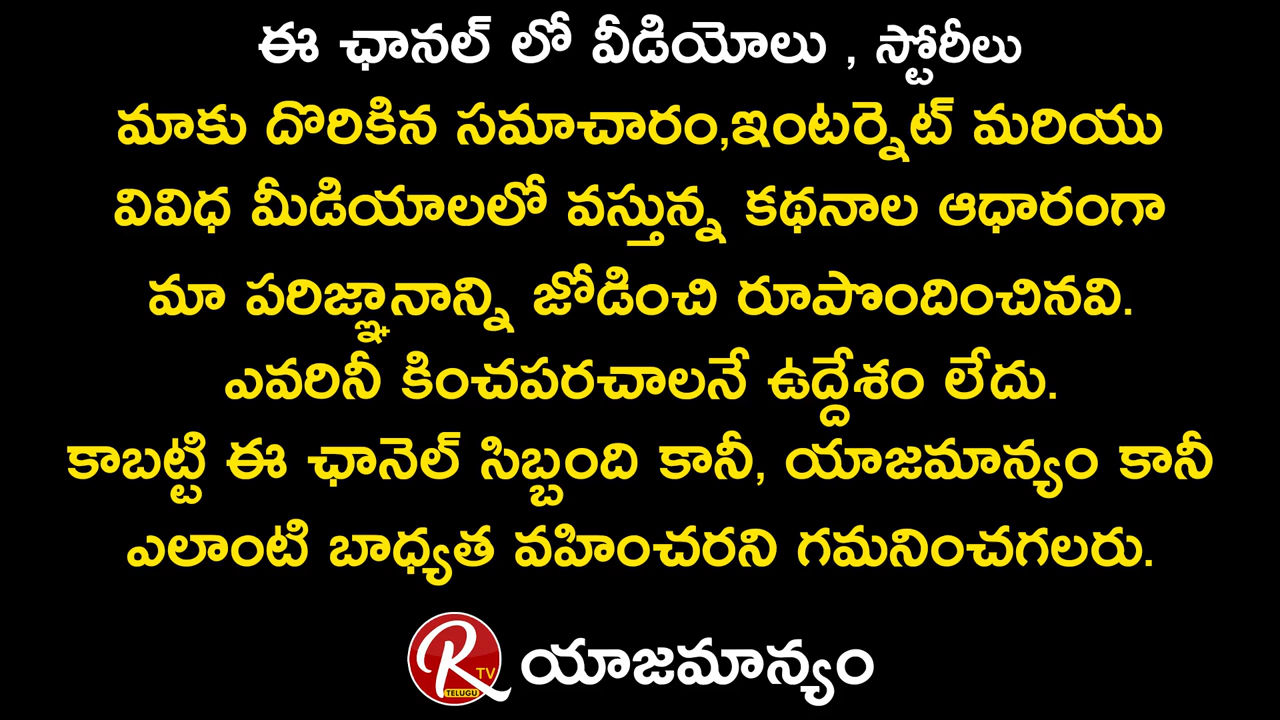 ఈ ఛానల్ లో వీడియోలు , స్టోరీలు
మాకు దొరికిన సమాచారం,ఇంటర్నెట్ మరియు
వివిధ మీడియాలలో వస్తున్న కథనాల ఆధారంగా
మా పరిజ్ఞానాన్ని జోడించి రూపొందించినవి.
ఎవరినీ కించపరచాలనే ఉద్దేశం లేదు.
కాబట్టి ఈ ఛానెల్ సిబ్బంది కానీ, యాజమాన్యం కానీ
ఎలాంటి బాధ్యత వహించరని గమనించగలరు.
R TV TELUGU యాజమాన్యం